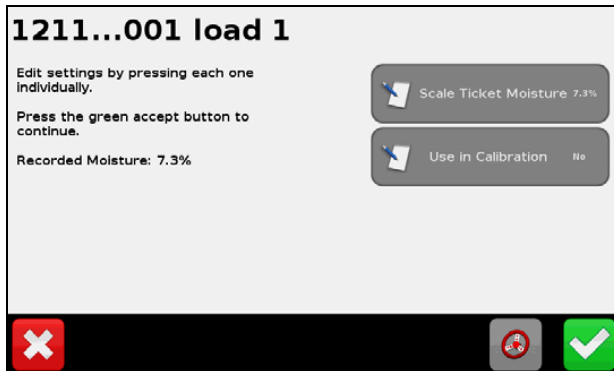 1211...001 load 1
Edit settings by pressing each one
individually.
Press the green accept button to
continue.
Recorded Moisture: 7.3%
Scale Ticket Moisture 7.3%
Use in Calibration No